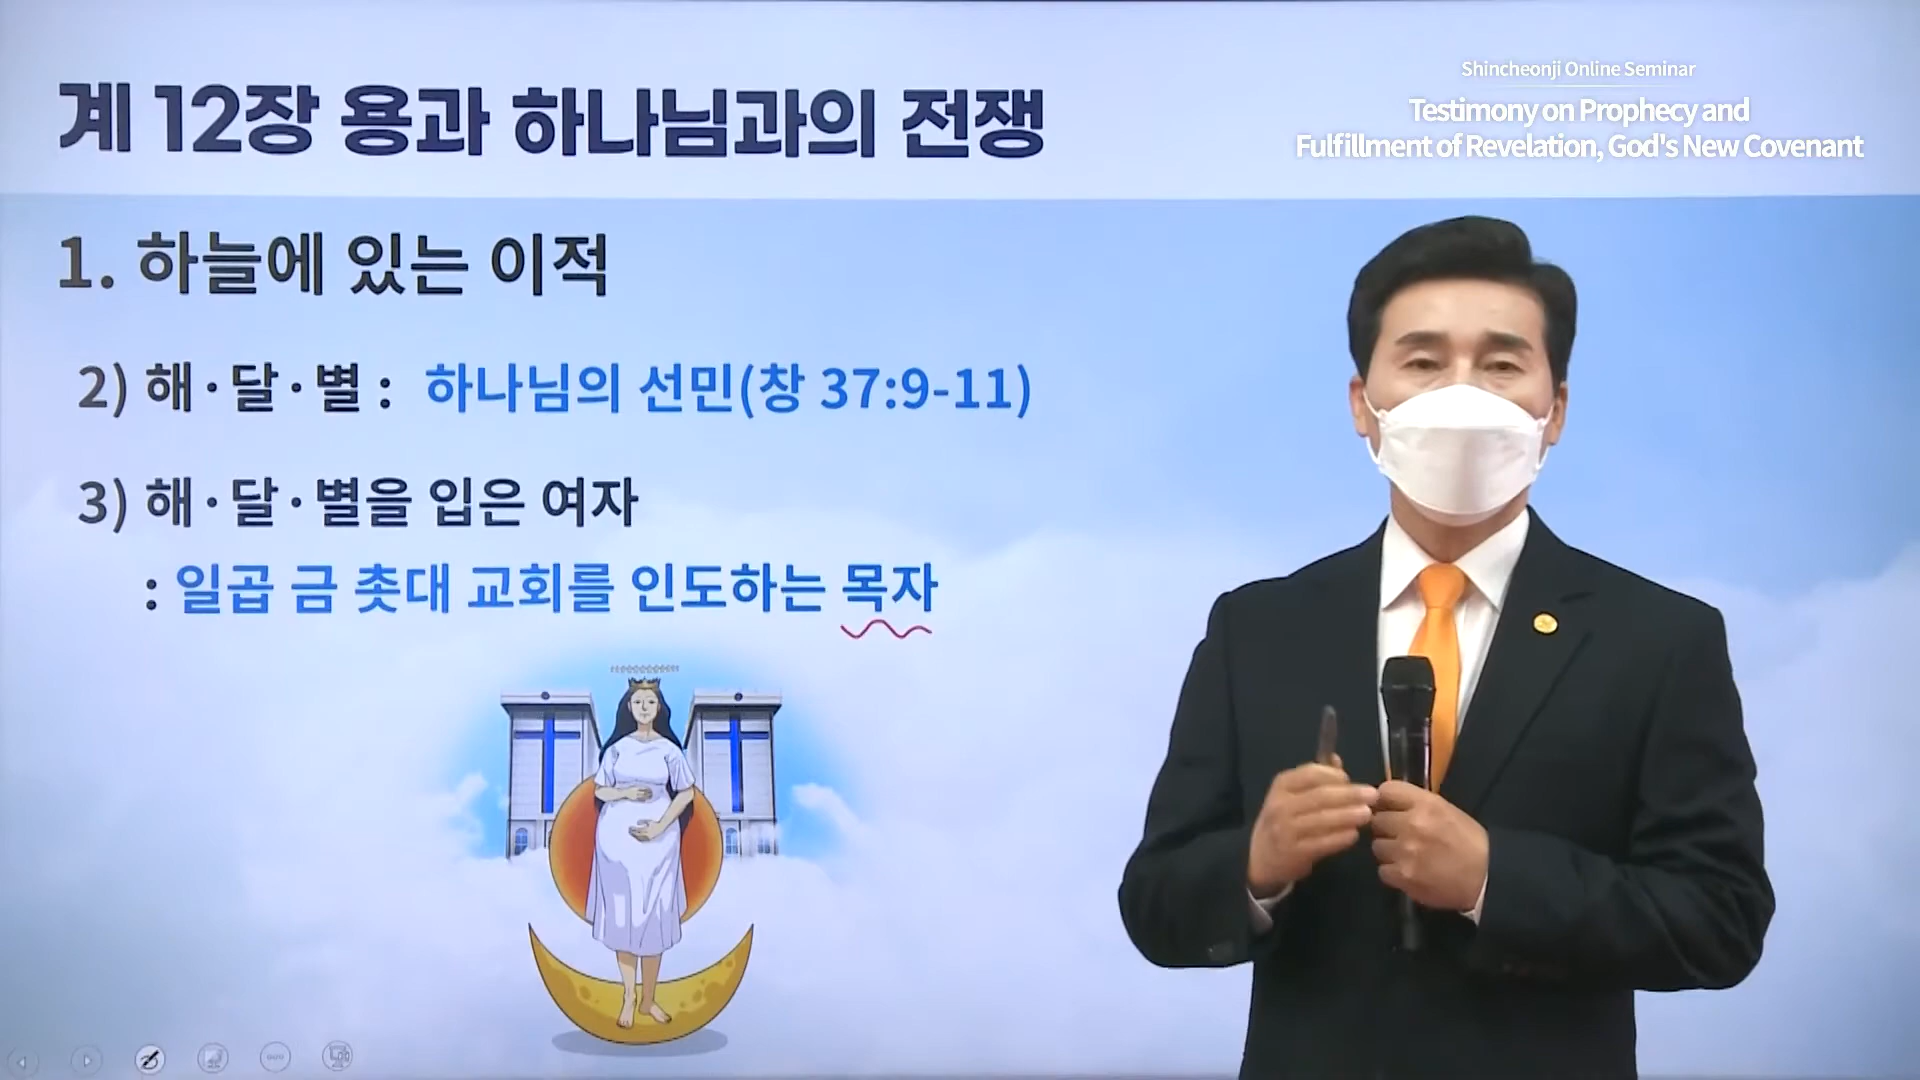 계 12장 용과 하나님과의 전쟁
Shincheonji Online Seminar
Testimony on Prophecy and
Fulfillment of Revelation, God's New Covenant
1. 하늘에 있는 이적
2) 해·달·별 : 하나님의 선민(창 37:9-11)
3) 해·달·별을 입은 여자
: 일곱 금 촛대 교회를 인도하는 목자